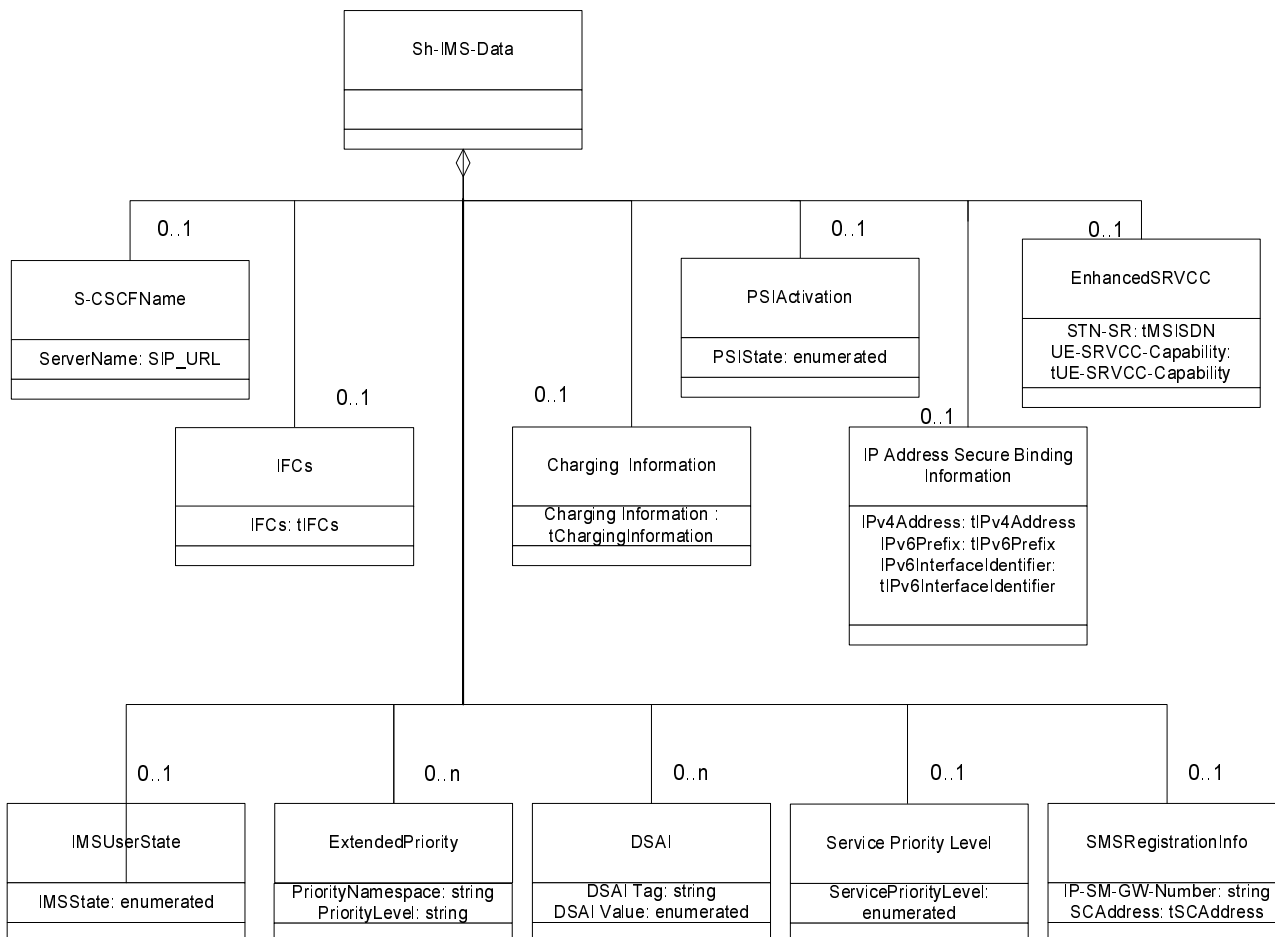 Sh-IMS-Data
0..1
0..1
0..1
S-CSCFName
ServerName: SIP_URL
PSIActivation
PSIState: enumerated
EnhancedSRVCC
STN-SR: tMSISDN
UE-SRVCC-Capability:
tUE-SRVCC-Capability
0..1
0..1
0..1
IFCs
IFCs: tIFCs
Charging Information
Charging Information :
tChargingInformation
IP Address Secure Binding
Information
IPv4Address: tIPv4Address
IPv6Prefix: tIPv6Prefix
IPv6InterfaceIdentifier:
tIPv6InterfaceIdentifier
0..1
0..n
0..n
0..1
0..1
IMSUserState
IMSState: enumerated
ExtendedPriority
PriorityNamespace: string
PriorityLevel: string
DSAI
DSAI Tag: string
DSAI Value: enumerated
Service Priority Level
ServicePriorityLevel:
enumerated
SMSRegistrationInfo
IP-SM-GW-Number: string
SCAddress: tSCAddress